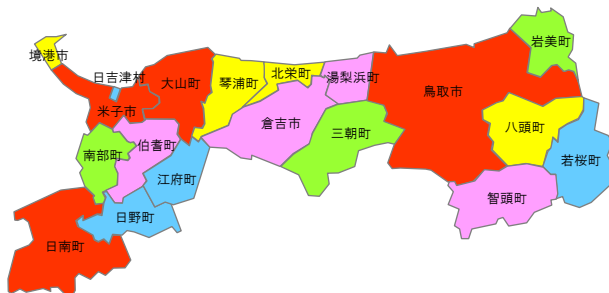 岩美町
境港市
日吉津村
大山町
琴浦町
北栄町
湯梨浜町
鳥取市
米子市
倉吉市
三朝町
八頭町
南部町
伯耆町
江府町
若桜町
智頭町
日野町
日南町